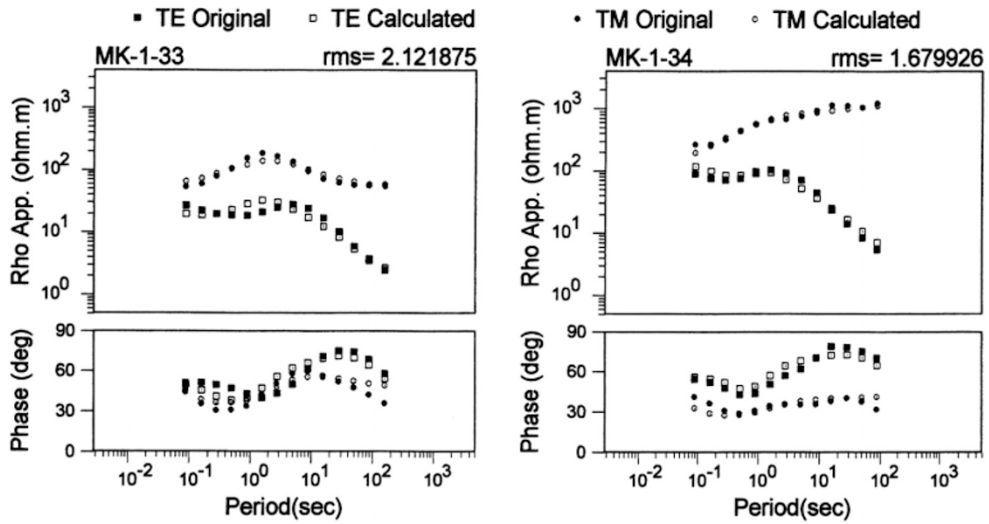 ■ TE Original □ TE Calculated
● TM Original ○ TM Calculated
MK-1-33 rms= 2.121875
Rho App. (ohm.m)
10³
10²
10¹
10⁰
Phase (deg)
90
60
30
0
10⁻² 10⁻¹ 10⁰ 10¹ 10² 10³
Period(sec)
MK-1-34 rms= 1.679926
Rho App. (ohm.m)
10³
10²
10¹
10⁰
Phase (deg)
90
60
30
0
10⁻² 10⁻¹ 10⁰ 10¹ 10² 10³
Period(sec)